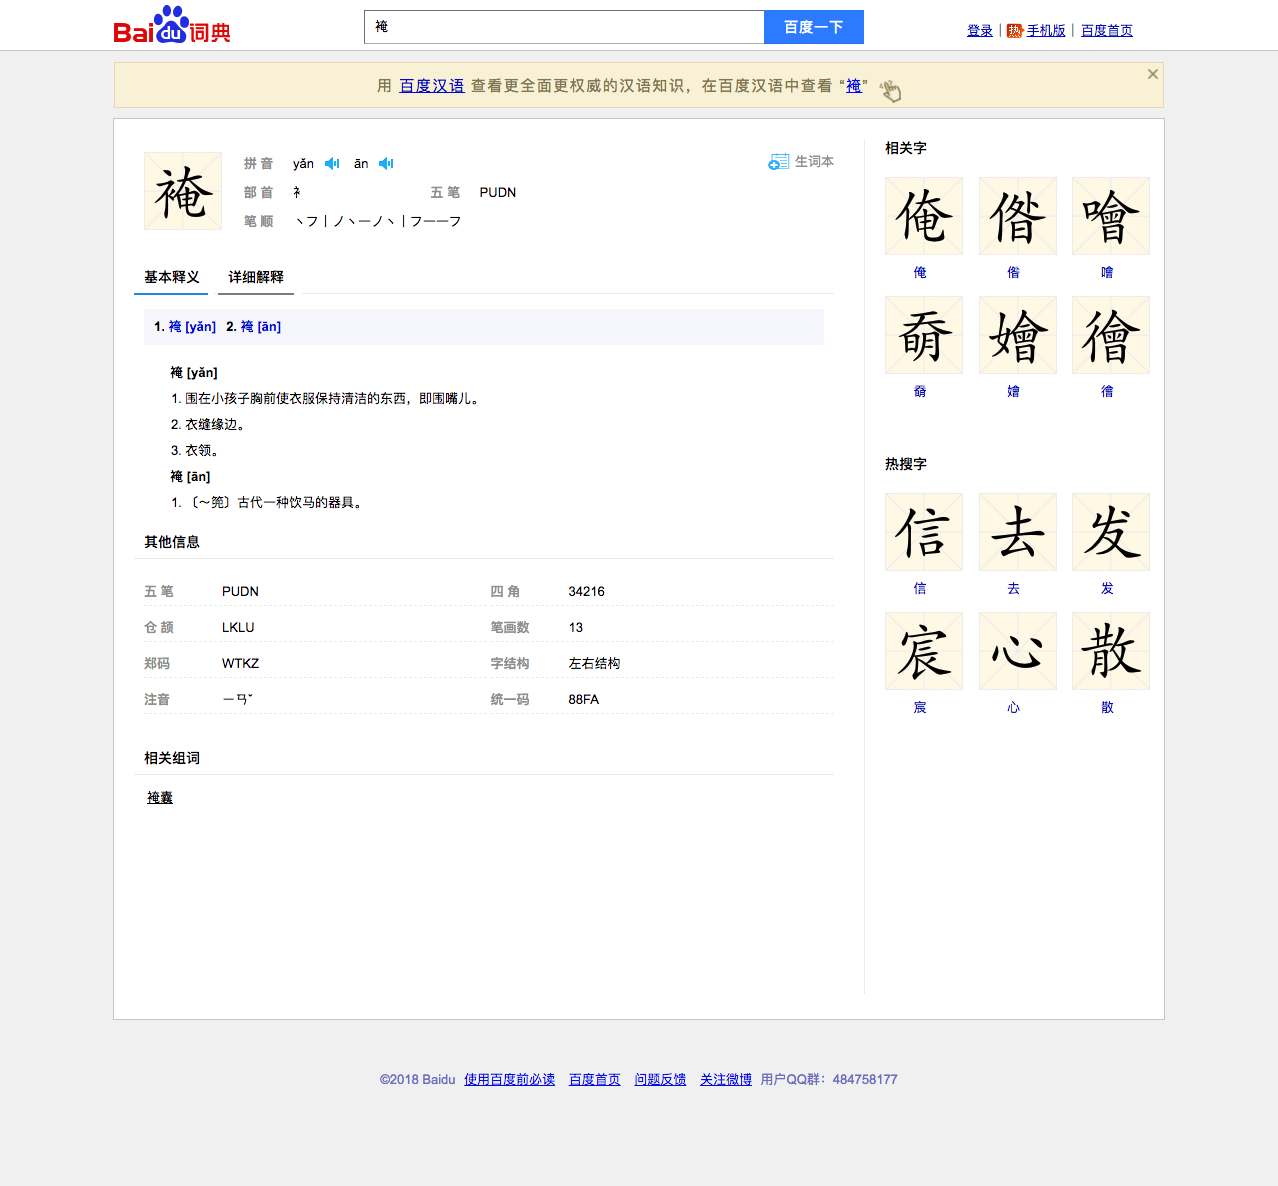 Baidu词典
裺
百度一下
登录 | 热 手机版 | 百度首页
用 百度汉语 查看更全面更权威的汉语知识，在百度汉语中查看 “裺”
裺
拼 音 yǎn ān
生词本
部 首 衤 五 笔 PUDN
笔 顺 丶フ丨ノ丶一ノ丶丨フ一一フ
基本释义 详细解释
1. 裺 [yǎn] 2. 裺 [ān]
裺 [yǎn]
1. 围在小孩子胸前使衣服保持清洁的东西，即围嘴儿。
2. 衣缝缘边。
3. 衣领。
裺 [ān]
1. 〔～篼〕古代一种饮马的器具。
其他信息
五 笔 PUDN 四 角 34216
仓 颉 LKLU 笔画数 13
郑码 WTKZ 字结构 左右结构
注音 ㄧㄢˇ 统一码 88FA
相关组词
裺囊
相关字
俺 偺 噲
俺 偺 噲
奣 嬒 徻
奣 嬒 徻
热搜字
信 去 发
信 去 发
宸 心 散
宸 心 散
©2018 Baidu 使用百度前必读 百度首页 问题反馈 关注微博 用户QQ群：484758177